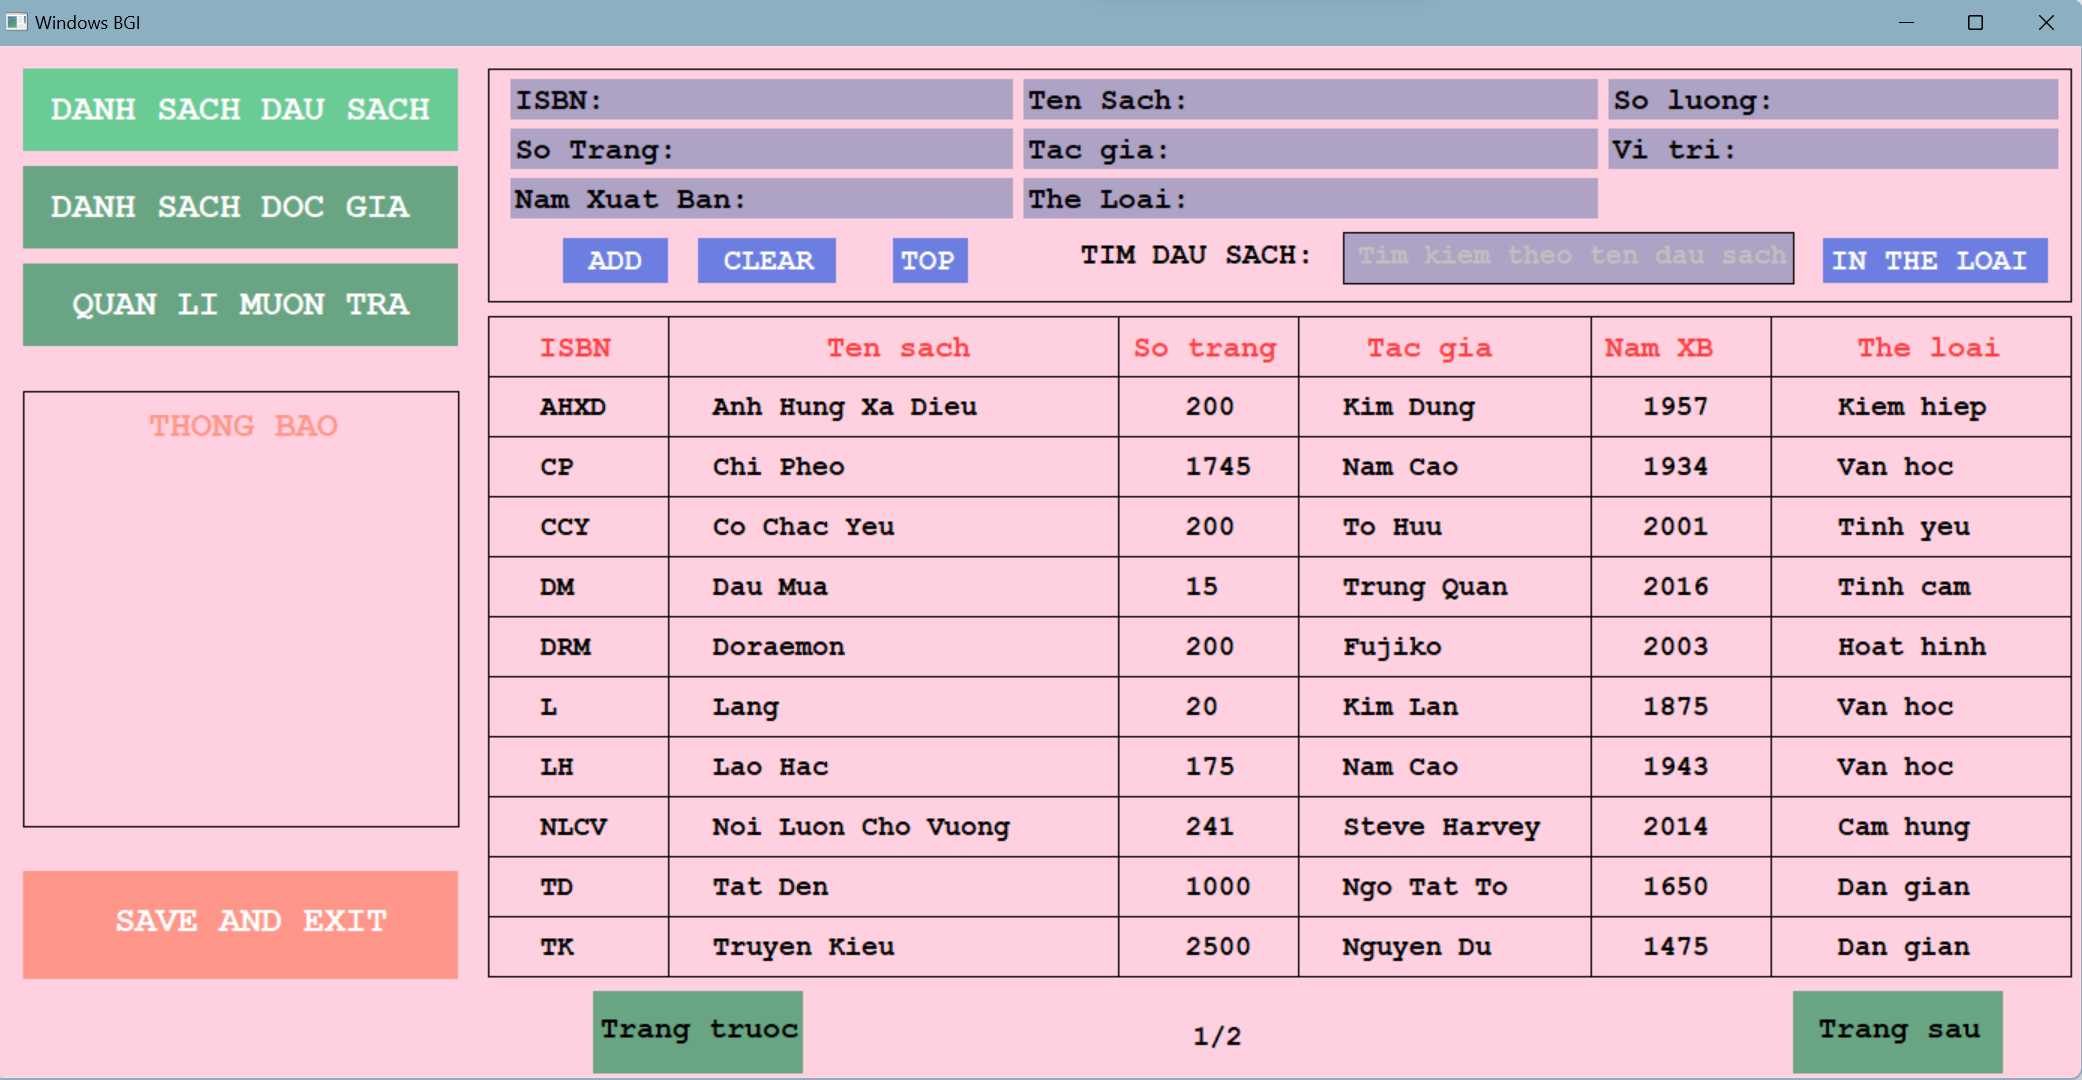 Windows BGI
DANH SACH DAU SACH
DANH SACH DOC GIA
QUAN LI MUON TRA
THONG BAO
SAVE AND EXIT
ISBN: Ten Sach: So luong:
So Trang: Tac gia: Vi tri:
Nam Xuat Ban: The Loai:
ADD CLEAR TOP TIM DAU SACH: Tim kiem theo ten dau sach IN THE LOAI
ISBN Ten sach So trang Tac gia Nam XB The loai
AHXD Anh Hung Xa Dieu 200 Kim Dung 1957 Kiem hiep
CP Chi Pheo 1745 Nam Cao 1934 Van hoc
CCY Co Chac Yeu 200 To Huu 2001 Tinh yeu
DM Dau Mua 15 Trung Quan 2016 Tinh cam
DRM Doraemon 200 Fujiko 2003 Hoat hinh
L Lang 20 Kim Lan 1875 Van hoc
LH Lao Hac 175 Nam Cao 1943 Van hoc
NLCV Noi Luon Cho Vuong 241 Steve Harvey 2014 Cam hung
TD Tat Den 1000 Ngo Tat To 1650 Dan gian
TK Truyen Kieu 2500 Nguyen Du 1475 Dan gian
Trang truoc 1/2 Trang sau